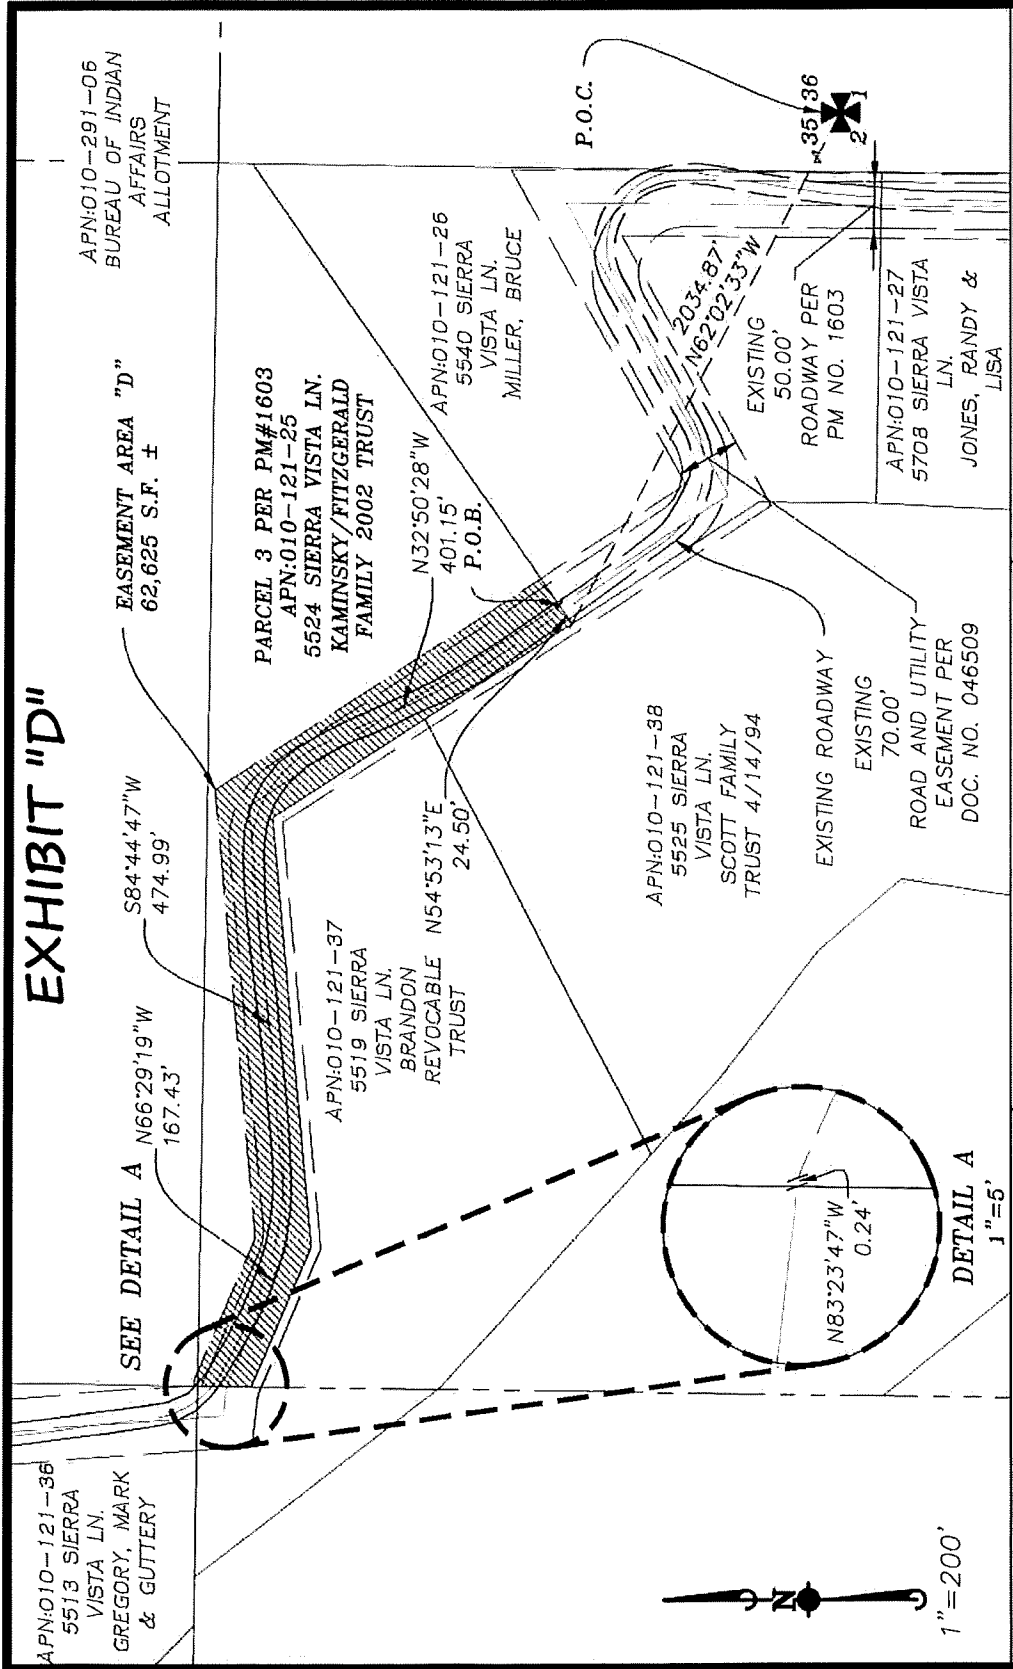 EXHIBIT "D"
APN:010-121-36
5513 SIERRA
VISTA LN.
GREGORY, MARK
& GUTTERY
SEE DETAIL A
N66°29'19"W
167.43'
S84°44'47"W
474.99'
EASEMENT AREA "D"
62,625 S.F. ±
APN:010-291-06
BUREAU OF INDIAN
AFFAIRS
ALLOTMENT
PARCEL 3 PER PM#1603
APN:010-121-25
5524 SIERRA VISTA LN.
KAMINSKY/FITZGERALD
FAMILY 2002 TRUST
N32°50'28"W
401.15'
P.O.B.
APN:010-121-26
5540 SIERRA
VISTA LN.
MILLER, BRUCE
P.O.C.
35
36
2
1
APN:010-121-37
5519 SIERRA
VISTA LN.
BRANDON
REVOCABLE
TRUST
N54°53'13"E
24.50'
2034.87'
N62°02'33"W
APN:010-121-38
5525 SIERRA
VISTA LN.
SCOTT FAMILY
TRUST 4/14/94
EXISTING ROADWAY
EXISTING
70.00'
ROAD AND UTILITY
EASEMENT PER
DOC. NO. 046509
EXISTING
50.00'
ROADWAY PER
PM NO. 1603
APN:010-121-27
5708 SIERRA VISTA
LN.
JONES, RANDY &
LISA
N83°23'47"W
0.24'
DETAIL A
1"=5'
N
1"=200'